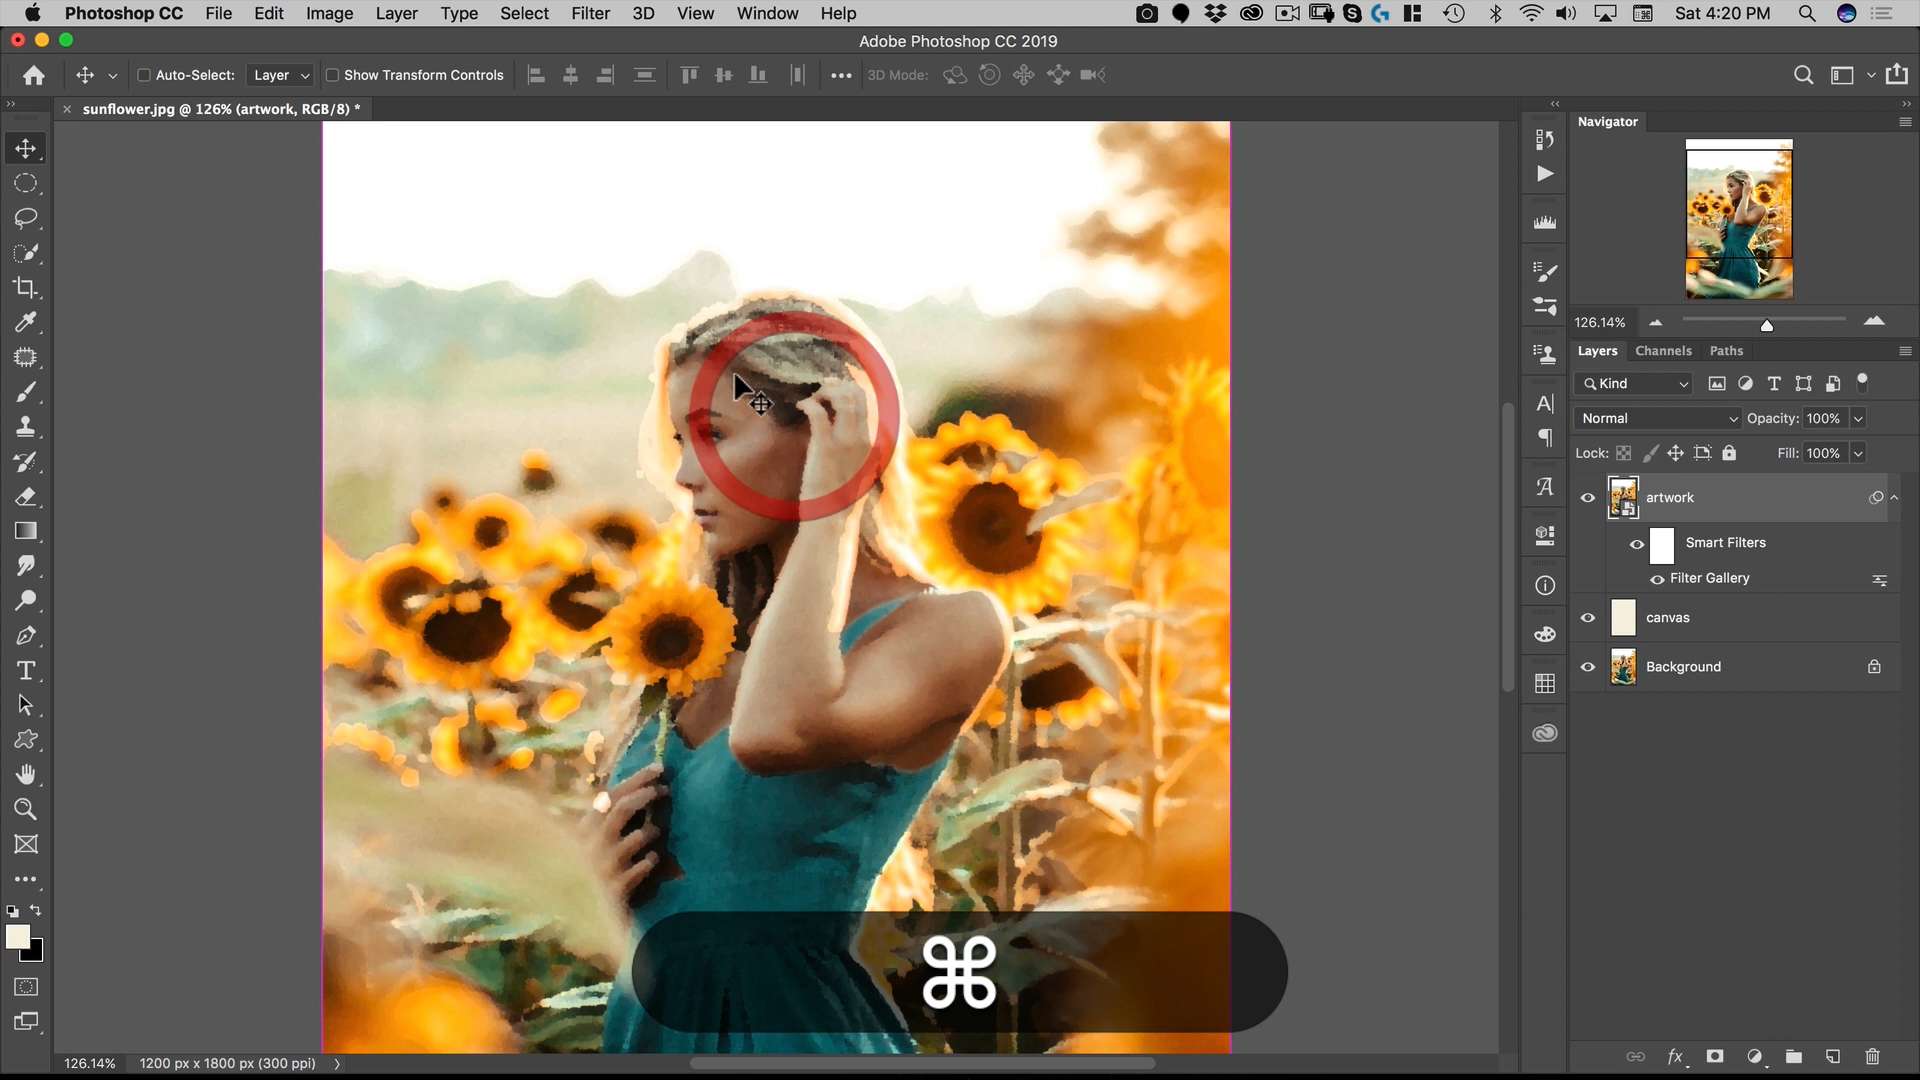 Photoshop CC File Edit Image Layer Type Select Filter 3D View Window Help Sat 4:20 PM
Adobe Photoshop CC 2019
Auto-Select: Layer Show Transform Controls 3D Mode:
sunflower.jpg @ 126% (artwork, RGB/8) *
Navigator
126.14%
Layers Channels Paths
Kind
Normal Opacity: 100%
Lock: Fill: 100%
artwork
Smart Filters
Filter Gallery
canvas
Background
126.14% 1200 px x 1800 px (300 ppi)